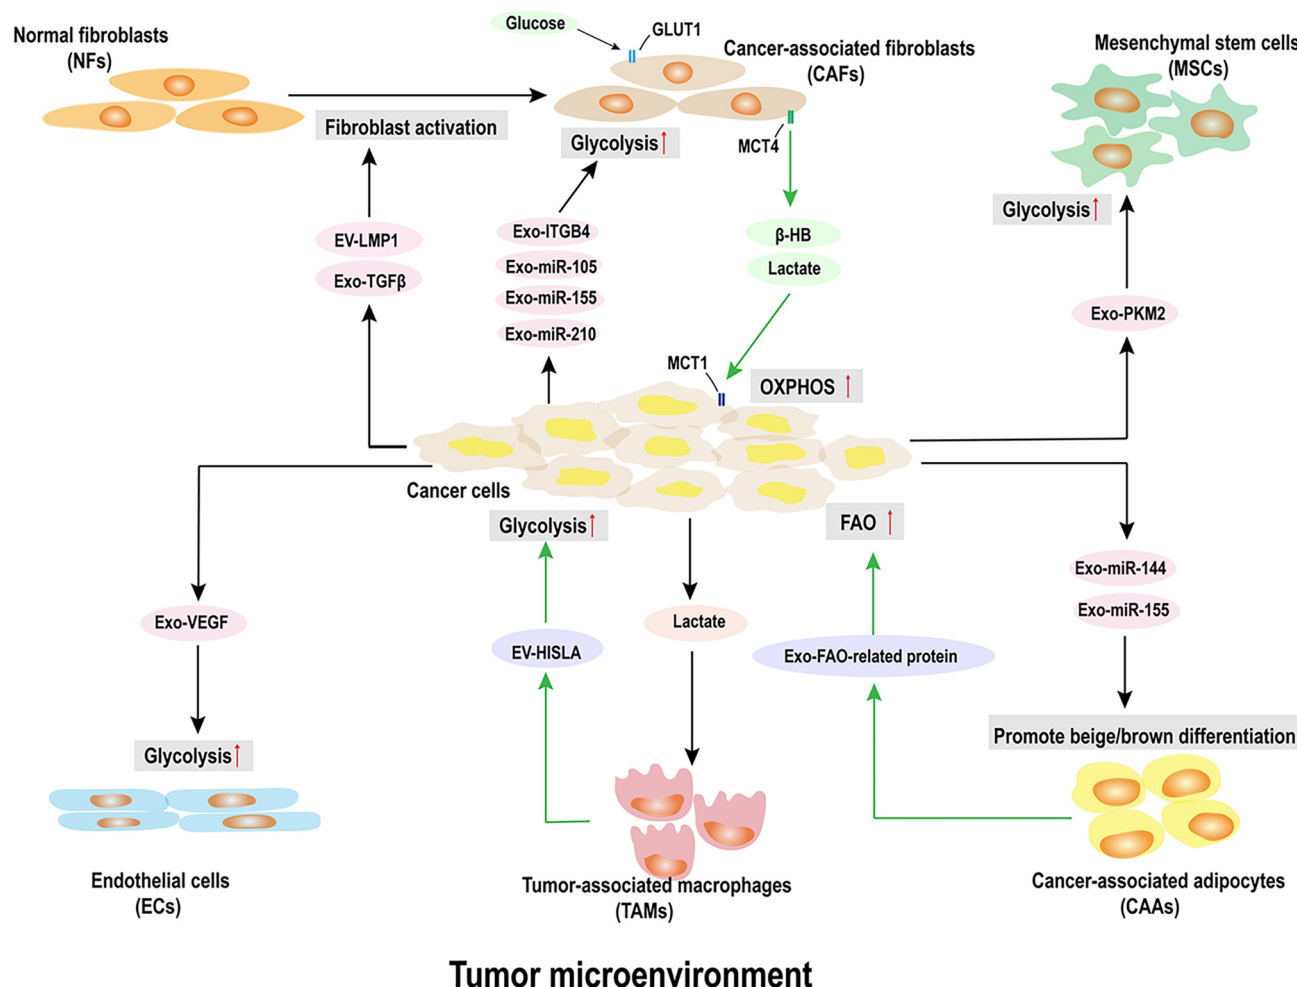 Normal fibroblasts
(NFs)
Glucose
GLUT1
Cancer-associated fibroblasts
(CAFs)
Mesenchymal stem cells
(MSCs)
Fibroblast activation
Glycolysis↑
MCT4
Glycolysis↑
EV-LMP1
Exo-TGFβ
Exo-ITGB4
Exo-miR-105
Exo-miR-155
Exo-miR-210
β-HB
Lactate
Exo-PKM2
MCT1
OXPHOS ↑
Cancer cells
Glycolysis↑
FAO ↑
Exo-miR-144
Exo-miR-155
Exo-VEGF
EV-HISLA
Lactate
Exo-FAO-related protein
Glycolysis↑
Promote beige/brown differentiation
Endothelial cells
(ECs)
Tumor-associated macrophages
(TAMs)
Cancer-associated adipocytes
(CAAs)
Tumor microenvironment